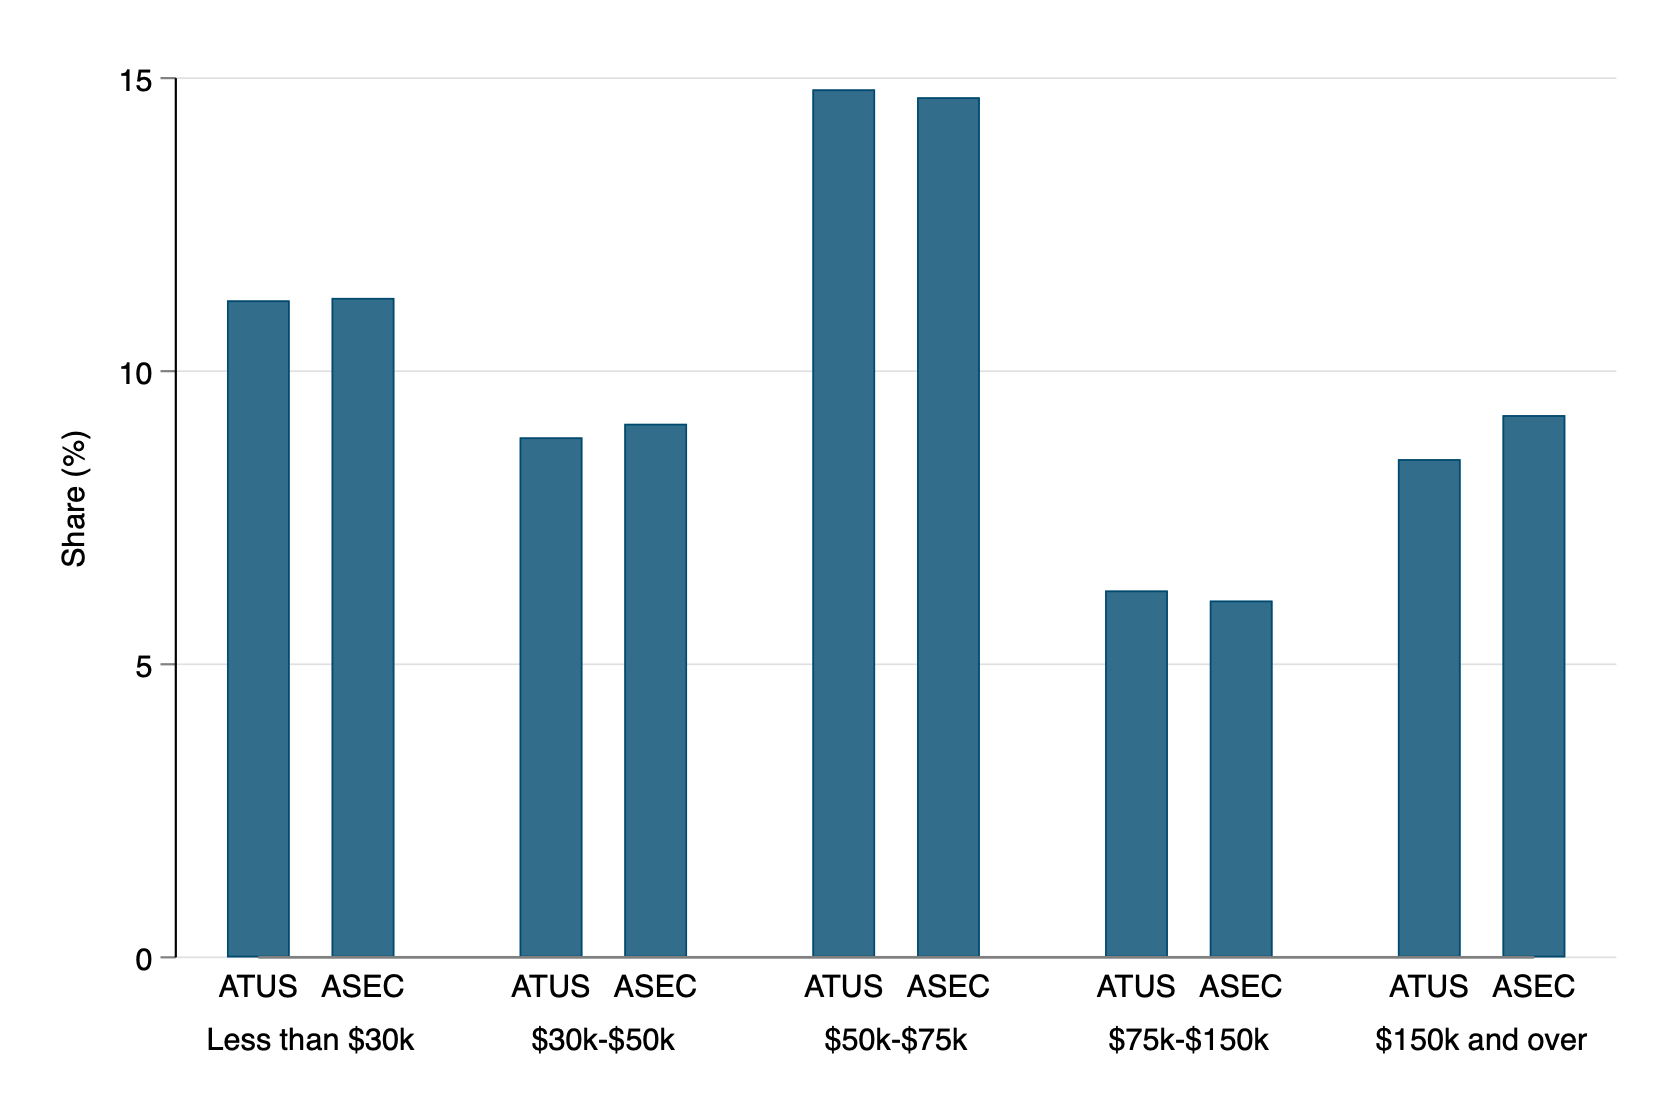 Share (%)
15
10
5
0
ATUS ASEC ATUS ASEC ATUS ASEC ATUS ASEC ATUS ASEC
Less than $30k $30k-$50k $50k-$75k $75k-$150k $150k and over